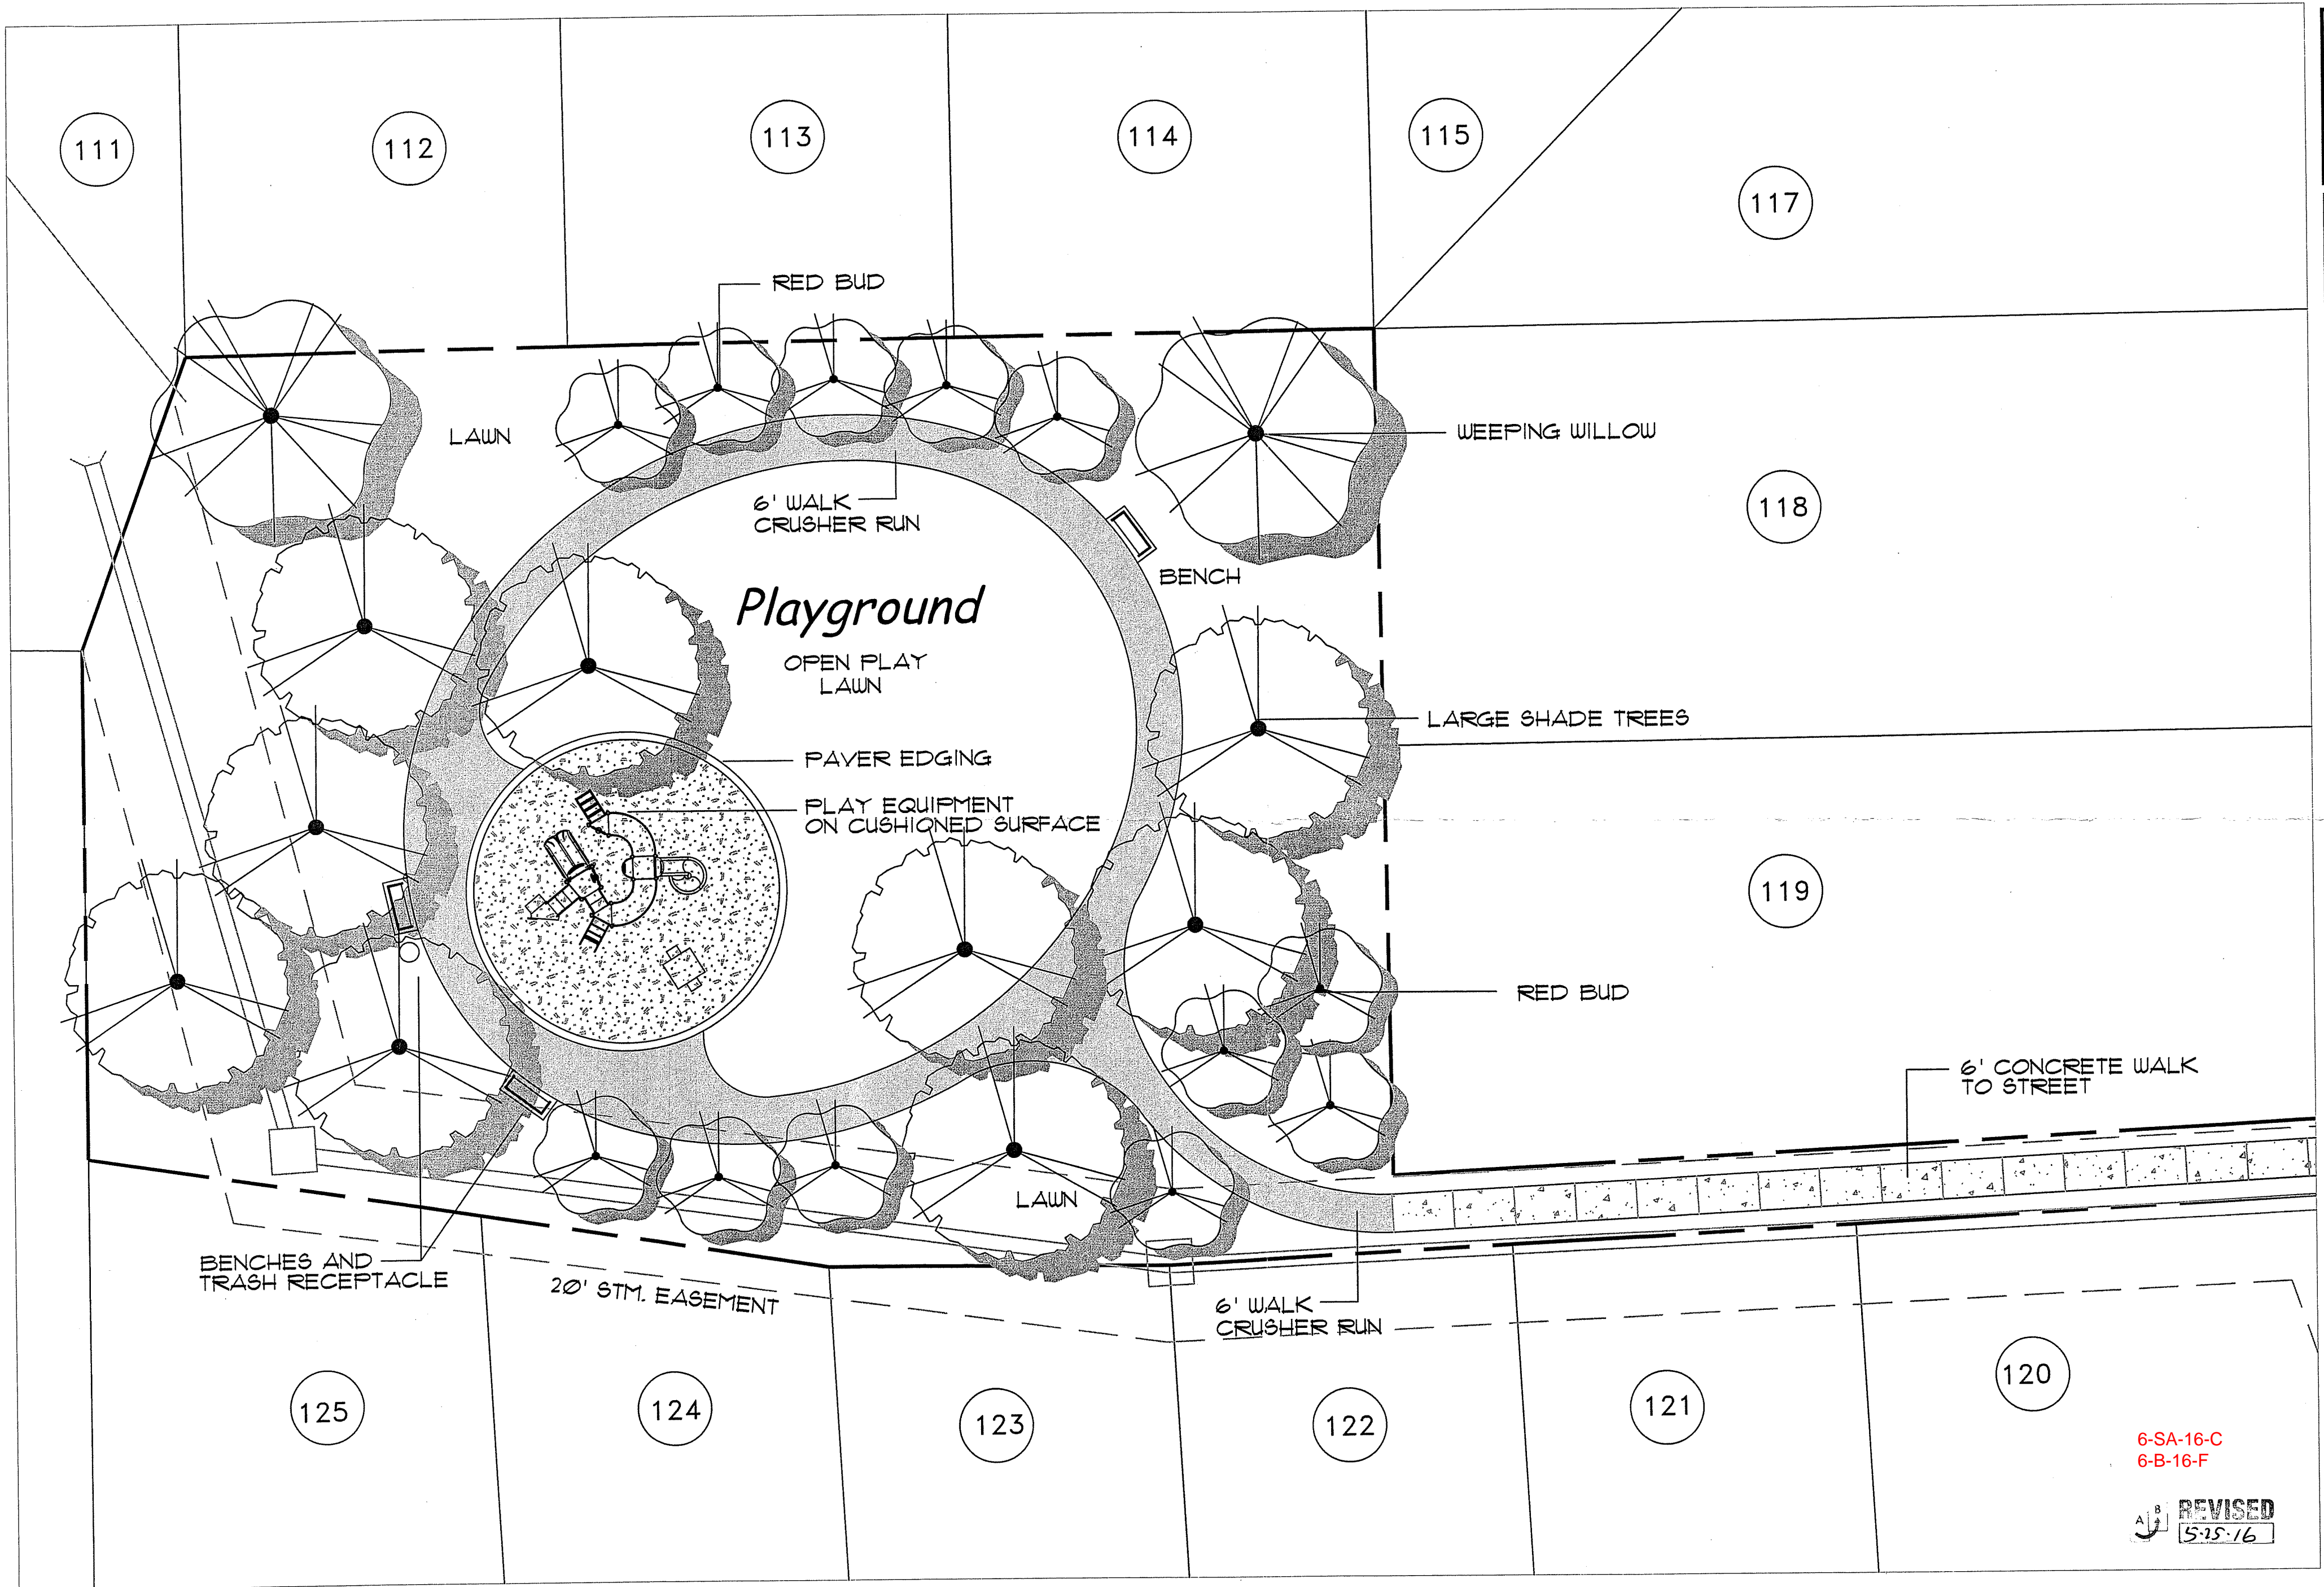 111
112
113
114
115
117
RED BUD
LAWN
WEEPING WILLOW
6' WALK
CRUSHER RUN
118
BENCH
Playground
OPEN PLAY
LAWN
LARGE SHADE TREES
PAVER EDGING
PLAY EQUIPMENT
ON CUSHIONED SURFACE
119
RED BUD
6' CONCRETE WALK
TO STREET
LAWN
BENCHES AND
TRASH RECEPTACLE
20' STM. EASEMENT
6' WALK
CRUSHER RUN
125
124
123
122
121
120
6-SA-16-C
6-B-16-F
A B
REVISED
5-25-16